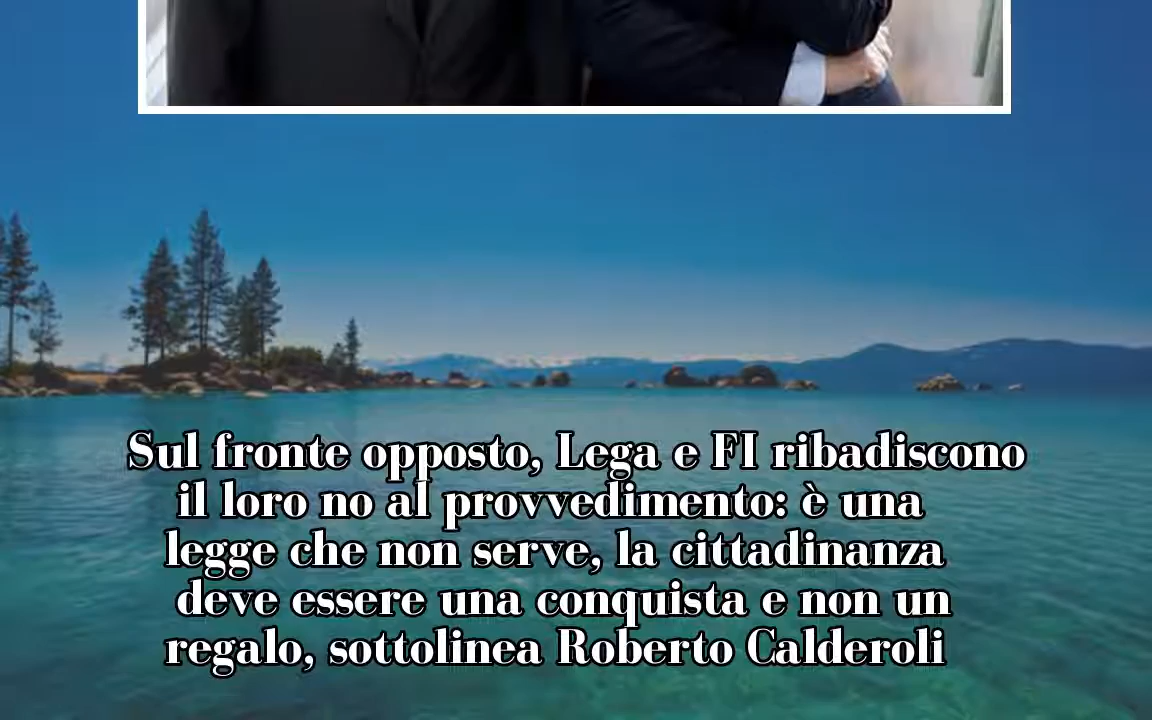 Sul fronte opposto, Lega e FI ribadiscono
il loro no al provvedimento: è una
legge che non serve, la cittadinanza
deve essere una conquista e non un
regalo, sottolinea Roberto Calderoli